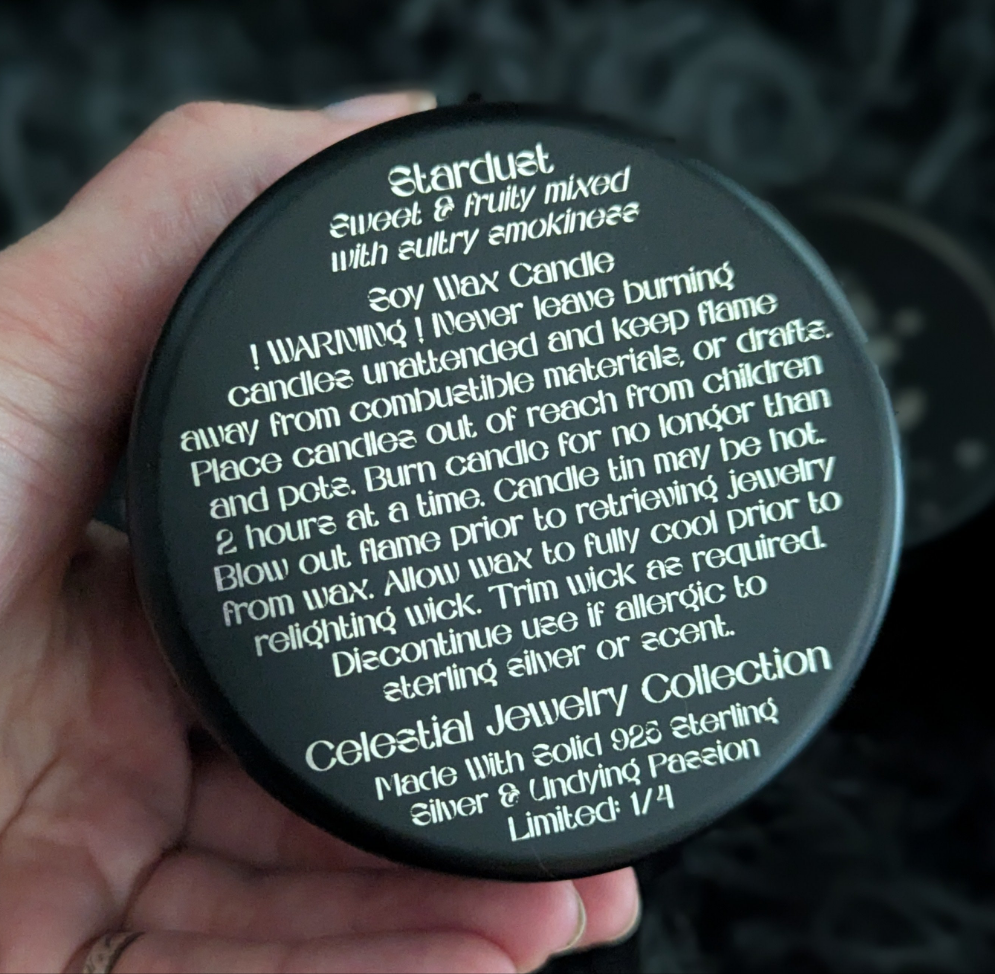 Stardust
sweet & fruity mixed
with sultry smokiness
Soy Wax Candle
! WARNING ! Never leave burning
candles unattended and keep flame
away from combustible materials, or drafts.
Place candles out of reach from children
and pets. Burn candle for no longer than
2 hours at a time. Candle tin may be hot.
Blow out flame prior to retrieving jewelry
from wax. Allow wax to fully cool prior to
relighting wick. Trim wick as required.
Discontinue use if allergic to
sterling silver or scent.
Celestial Jewelry Collection
Made With Solid 925 Sterling
Silver & Undying Passion
Limited: 1/4